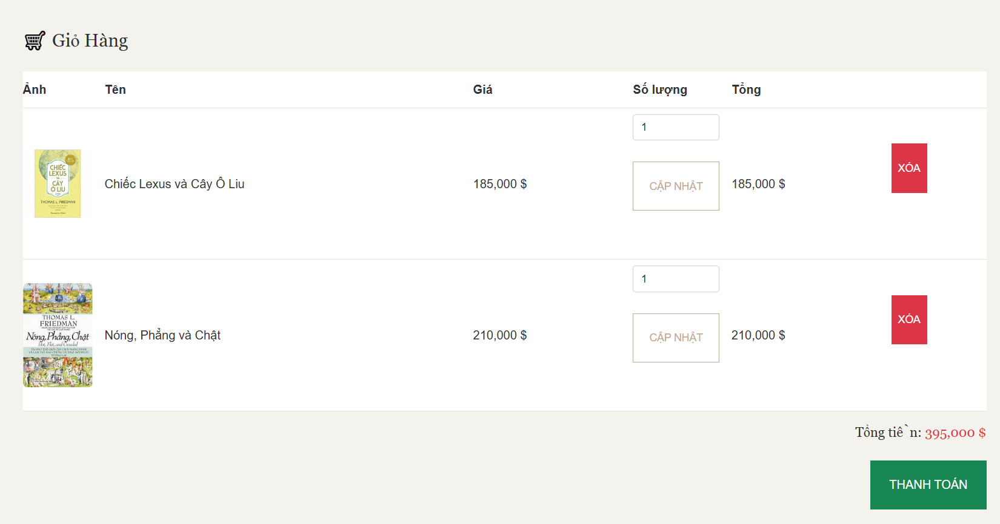 Giỏ Hàng
Ảnh Tên Giá Số lượng Tổng
1
CHIẾC
LEXUS
VÀ
CÂY
Ô LIU
THOMAS L. FRIEDMAN
Chiếc Lexus và Cây Ô Liu 185,000 $ CẬP NHẬT 185,000 $ XÓA
1
THOMAS L.
FRIEDMAN
Nóng, Phẳng, Chật
Hot, Flat, and Crowded
Nóng, Phẳng và Chật 210,000 $ CẬP NHẬT 210,000 $ XÓA
Tổng tiền: 395,000 $
THANH TOÁN